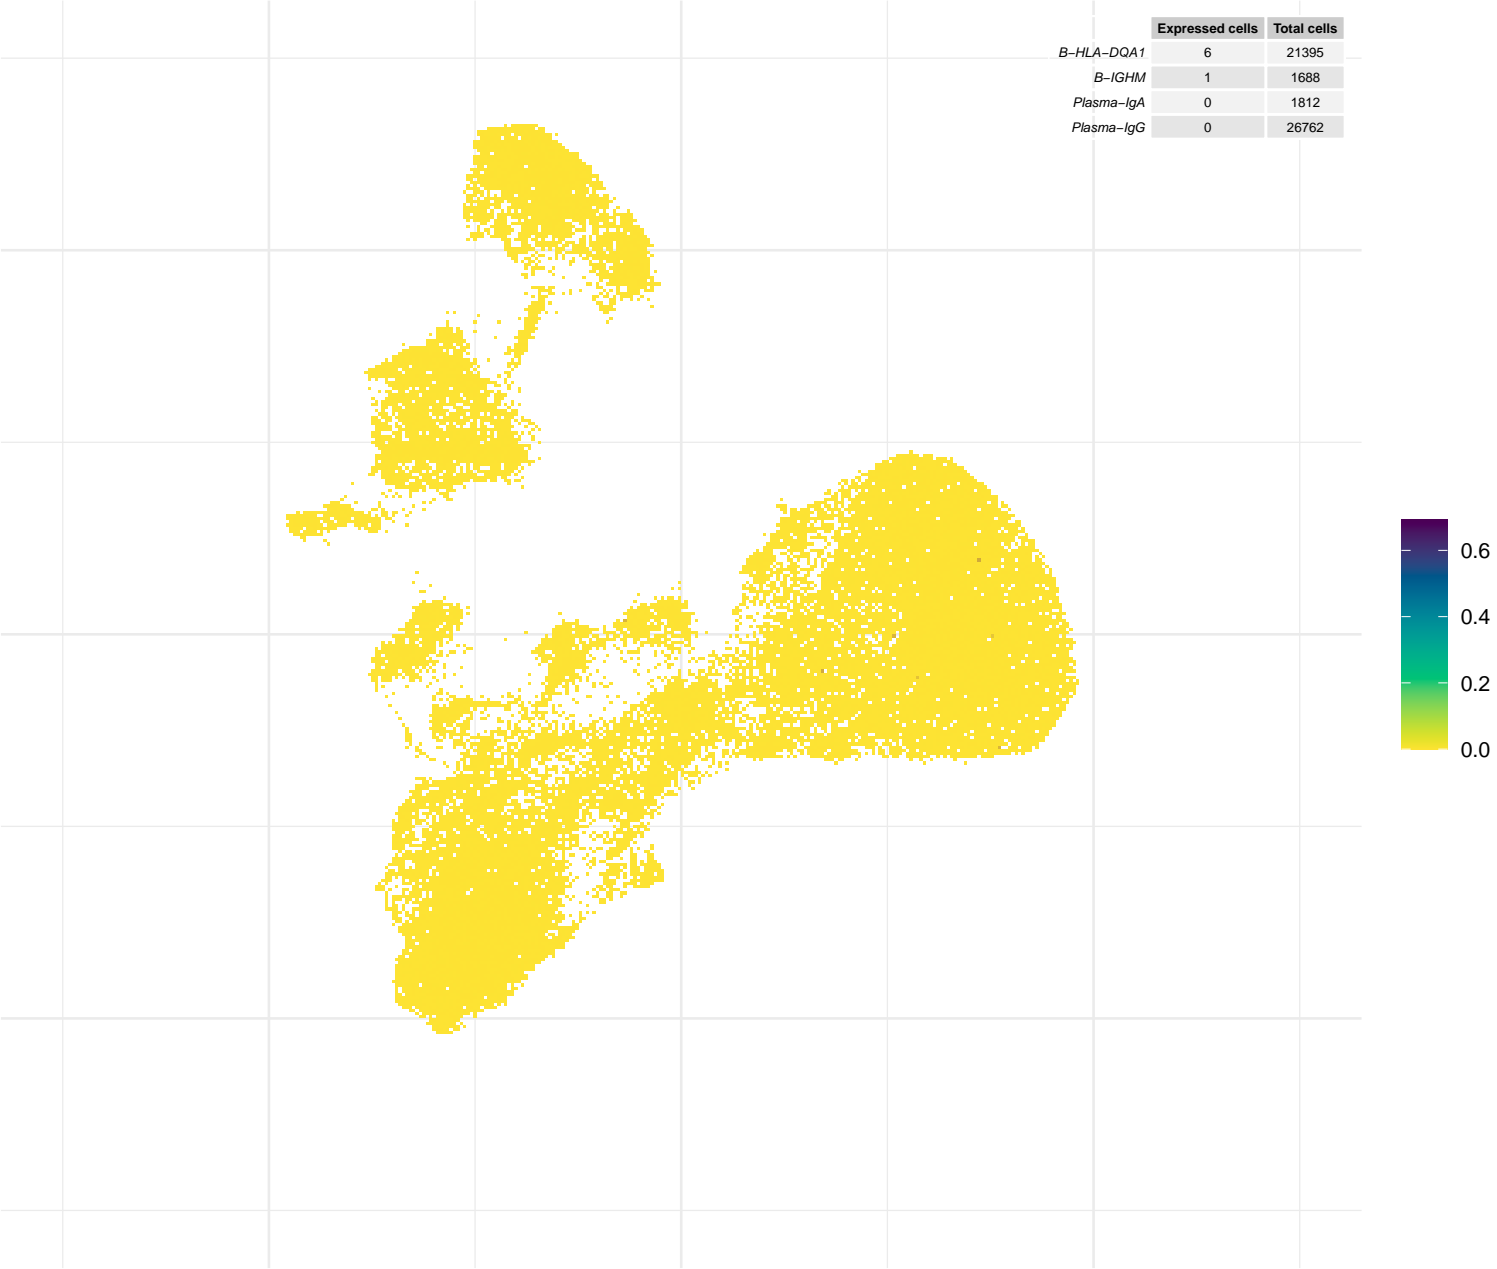 Expressed cells Total cells
B−HLA−DQA1 6 21395
B−IGHM 1 1688
Plasma−IgA 0 1812
Plasma−IgG 0 26762
0.6
0.4
0.2
0.0